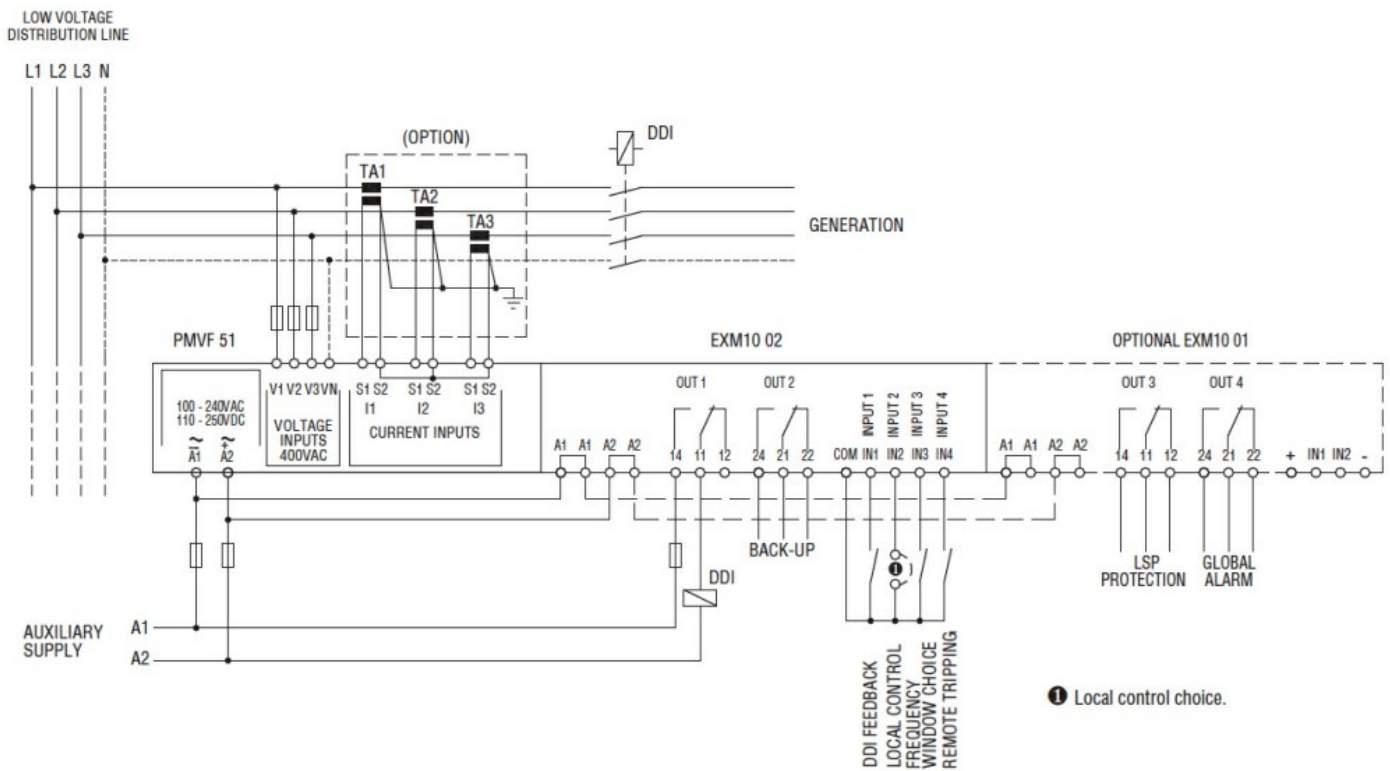 LOW VOLTAGE
DISTRIBUTION LINE
L1 L2 L3 N
(OPTION)
DDI
TA1
TA2
TA3
GENERATION
PMVF 51
EXM10 02
OPTIONAL EXM10 01
100 - 240VAC
110 - 250VDC
A1 A2
V1 V2 V3 VN
VOLTAGE
INPUTS
400VAC
S1 S2 S1 S2 S1 S2
I1 I2 I3
CURRENT INPUTS
A1 A1 A2 A2
OUT 1
14 11 12
OUT 2
24 21 22
INPUT 1
INPUT 2
INPUT 3
INPUT 4
COM IN1 IN2 IN3 IN4
A1 A1 A2 A2
OUT 3
14 11 12
OUT 4
24 21 22
+ IN1 IN2 -
BACK-UP
DDI
❶
LSP
PROTECTION
GLOBAL
ALARM
AUXILIARY
SUPPLY
A1
A2
DDI FEEDBACK
LOCAL CONTROL
FREQUENCY
WINDOW CHOICE
REMOTE TRIPPING
❶ Local control choice.